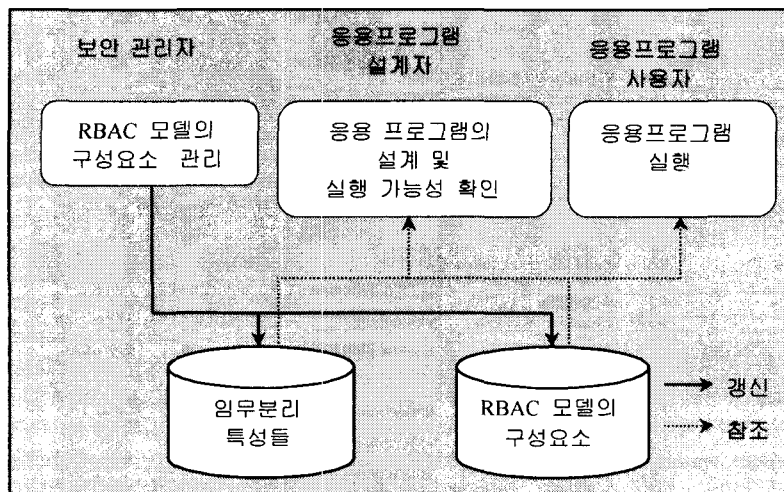 보안 관리자
응용프로그램
설계자
응용프로그램
사용자
RBAC 모델의
구성요소 관리
응용 프로그램의
설계 및
실행 가능성 확인
응용프로그램
실행
임무분리
특성들
RBAC 모델의
구성요소
갱신
참조